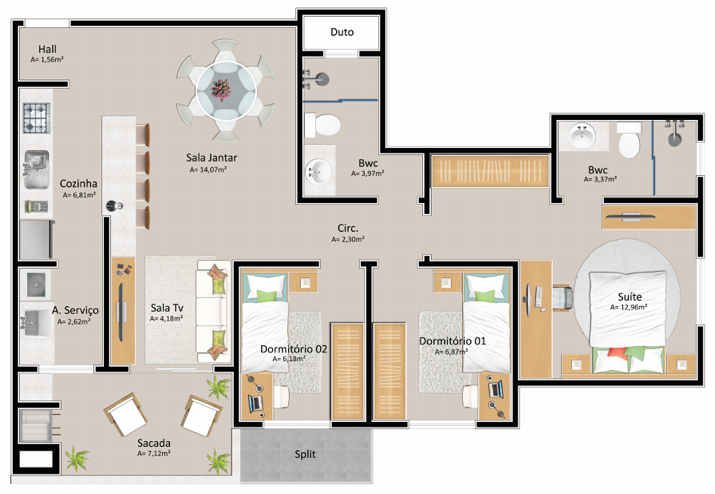 Duto
Hall
A= 1,56m²
Sala Jantar
A= 14,07m²
Bwc
A= 3,97m²
Bwc
A= 3,37m²
Cozinha
A= 6,81m²
Circ.
A= 2,30m²
Suíte
A= 12,96m²
A. Serviço
A= 2,62m²
Sala Tv
A= 4,18m²
Dormitório 02
A= 6,18m²
Dormitório 01
A= 6,87m²
Sacada
A= 7,12m²
Split